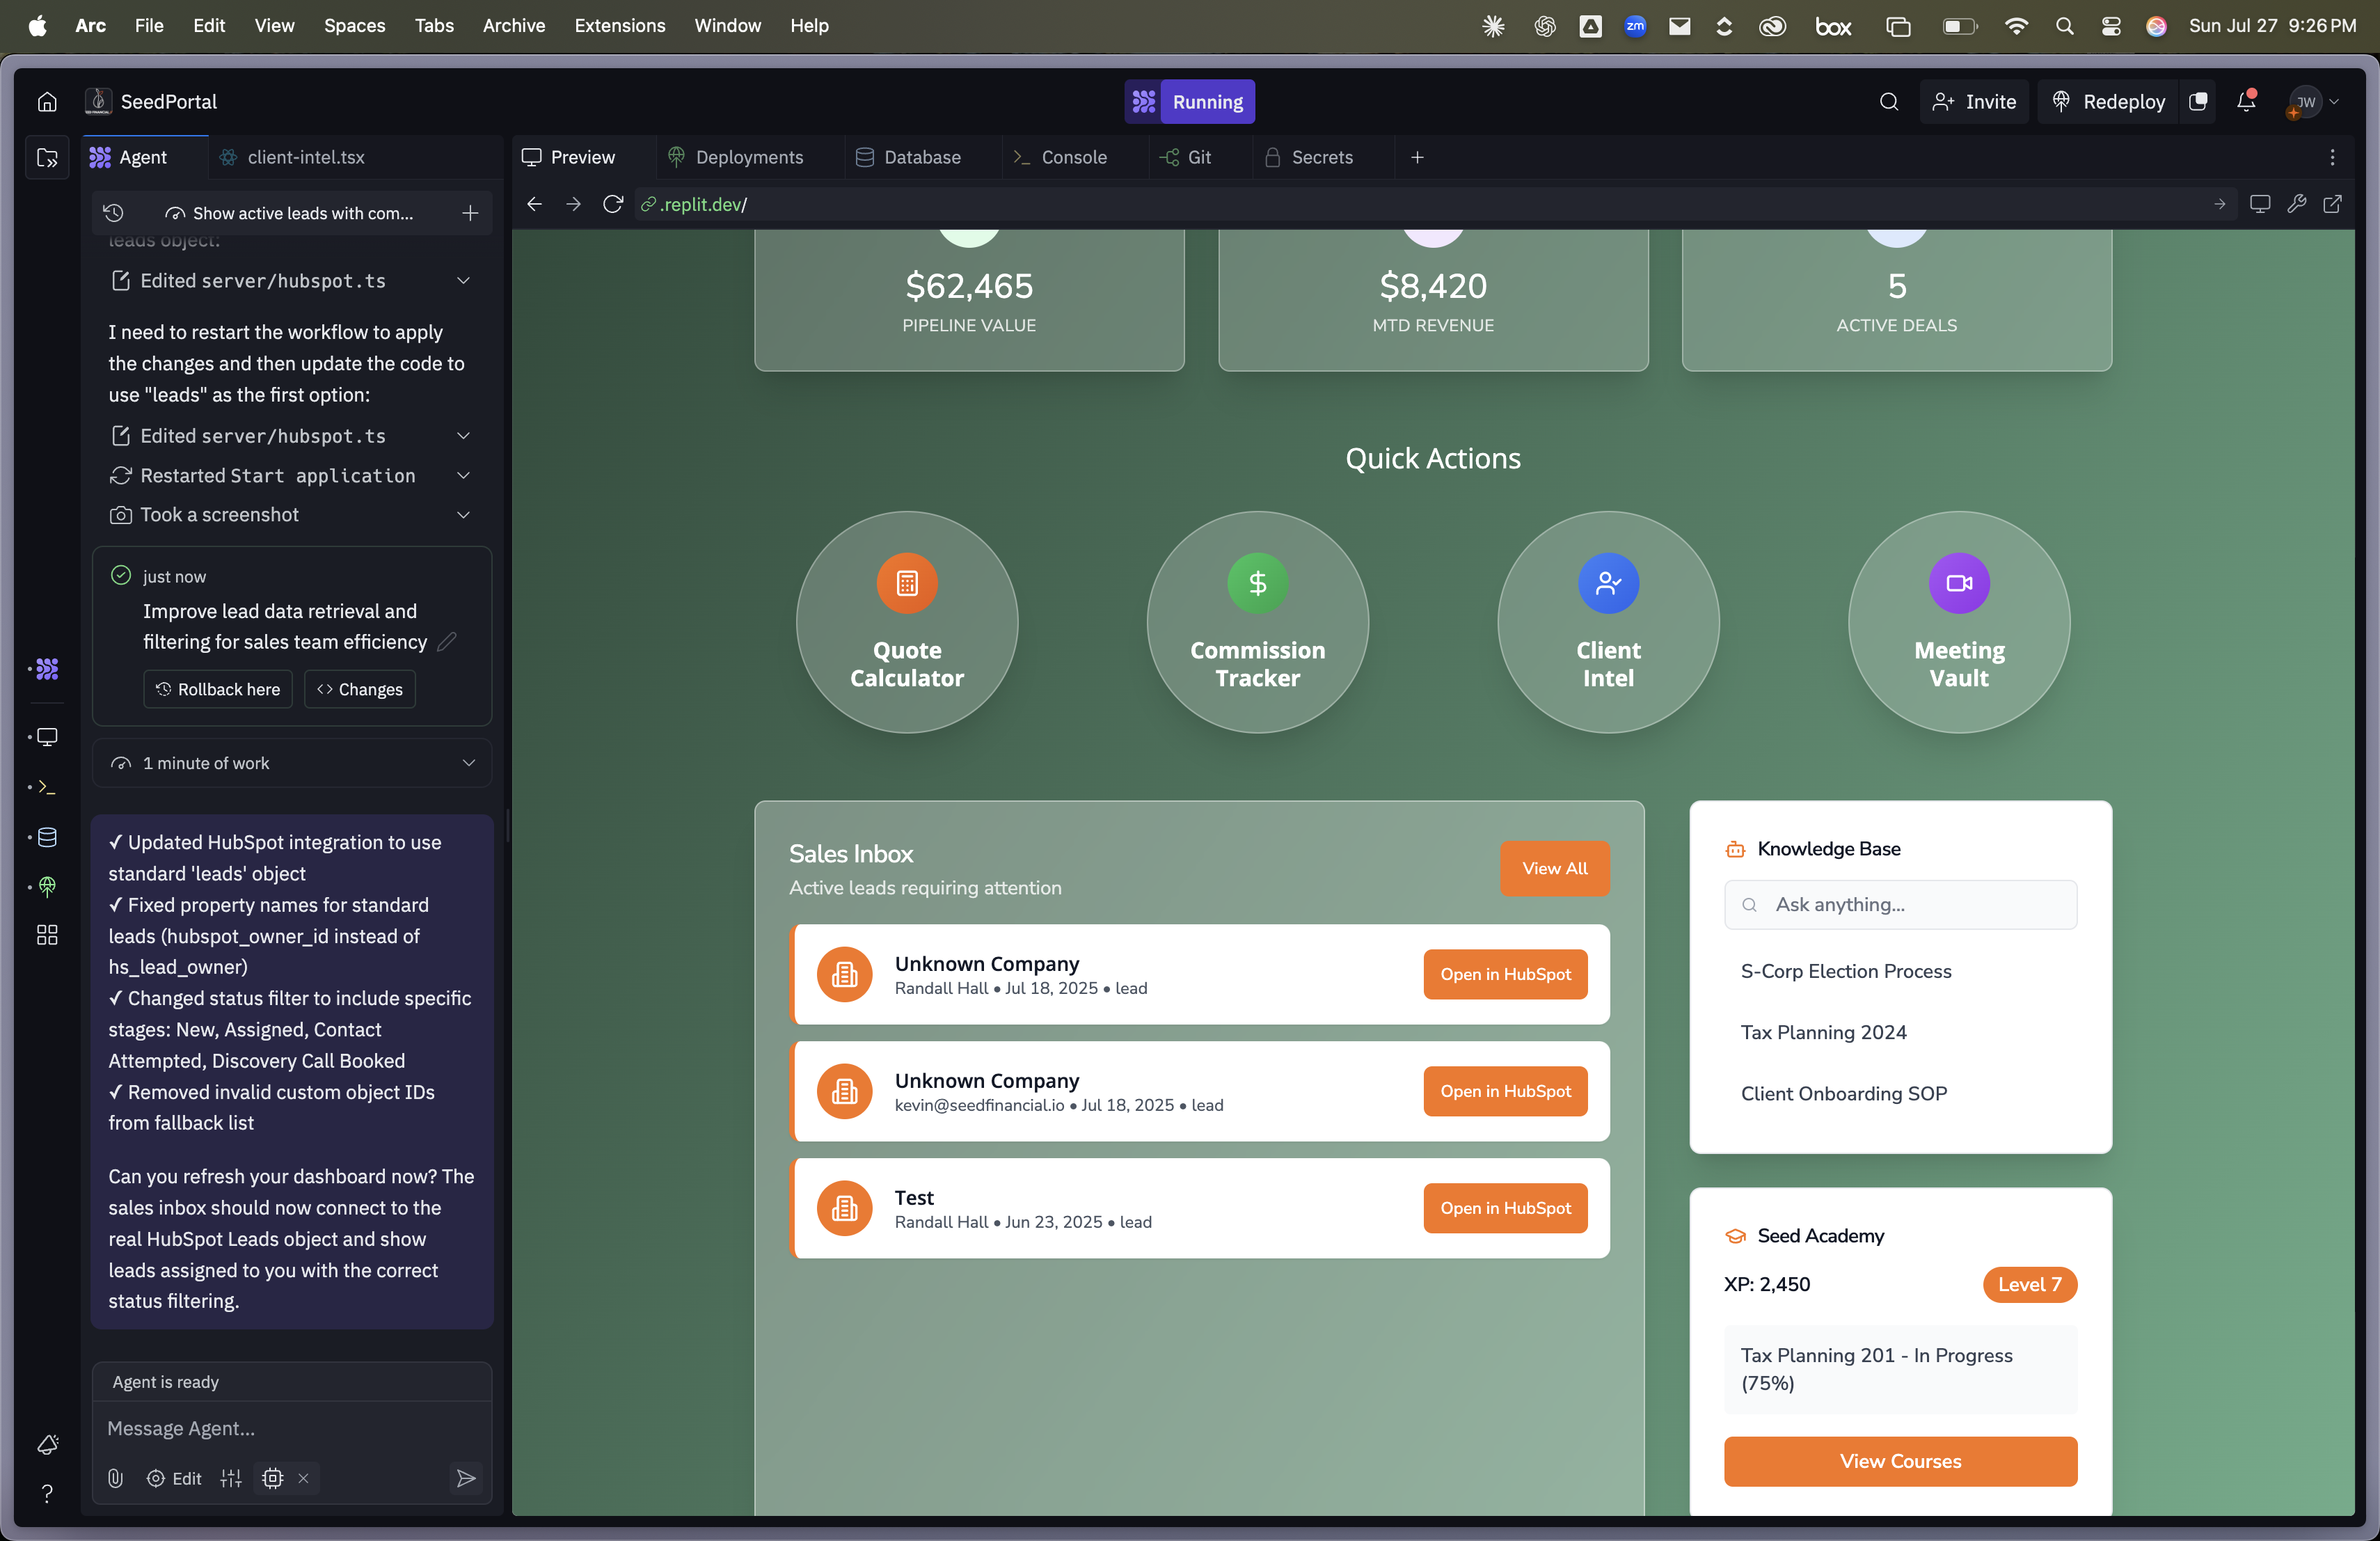 Arc File Edit View Spaces Tabs Archive Extensions Window Help
zm box Sun Jul 27 9:26 PM
SeedPortal
Running
Invite
Redeploy
JW
Agent
client-intel.tsx
Show active leads with com...
leads object:
Edited server/hubspot.ts
I need to restart the workflow to apply
the changes and then update the code to
use "leads" as the first option:
Edited server/hubspot.ts
Restarted Start application
Took a screenshot
just now
Improve lead data retrieval and
filtering for sales team efficiency
Rollback here
Changes
1 minute of work
✓ Updated HubSpot integration to use
standard 'leads' object
✓ Fixed property names for standard
leads (hubspot_owner_id instead of
hs_lead_owner)
✓ Changed status filter to include specific
stages: New, Assigned, Contact
Attempted, Discovery Call Booked
✓ Removed invalid custom object IDs
from fallback list
Can you refresh your dashboard now? The
sales inbox should now connect to the
real HubSpot Leads object and show
leads assigned to you with the correct
status filtering.
Agent is ready
Message Agent...
Edit
Preview
Deployments
Database
Console
Git
Secrets
.replit.dev/
$62,465
PIPELINE VALUE
$8,420
MTD REVENUE
5
ACTIVE DEALS
Quick Actions
Quote
Calculator
Commission
Tracker
Client
Intel
Meeting
Vault
Sales Inbox
Active leads requiring attention
View All
Unknown Company
Randall Hall • Jul 18, 2025 • lead
Open in HubSpot
Unknown Company
kevin@seedfinancial.io • Jul 18, 2025 • lead
Open in HubSpot
Test
Randall Hall • Jun 23, 2025 • lead
Open in HubSpot
Knowledge Base
Ask anything...
S-Corp Election Process
Tax Planning 2024
Client Onboarding SOP
Seed Academy
XP: 2,450
Level 7
Tax Planning 201 - In Progress
(75%)
View Courses